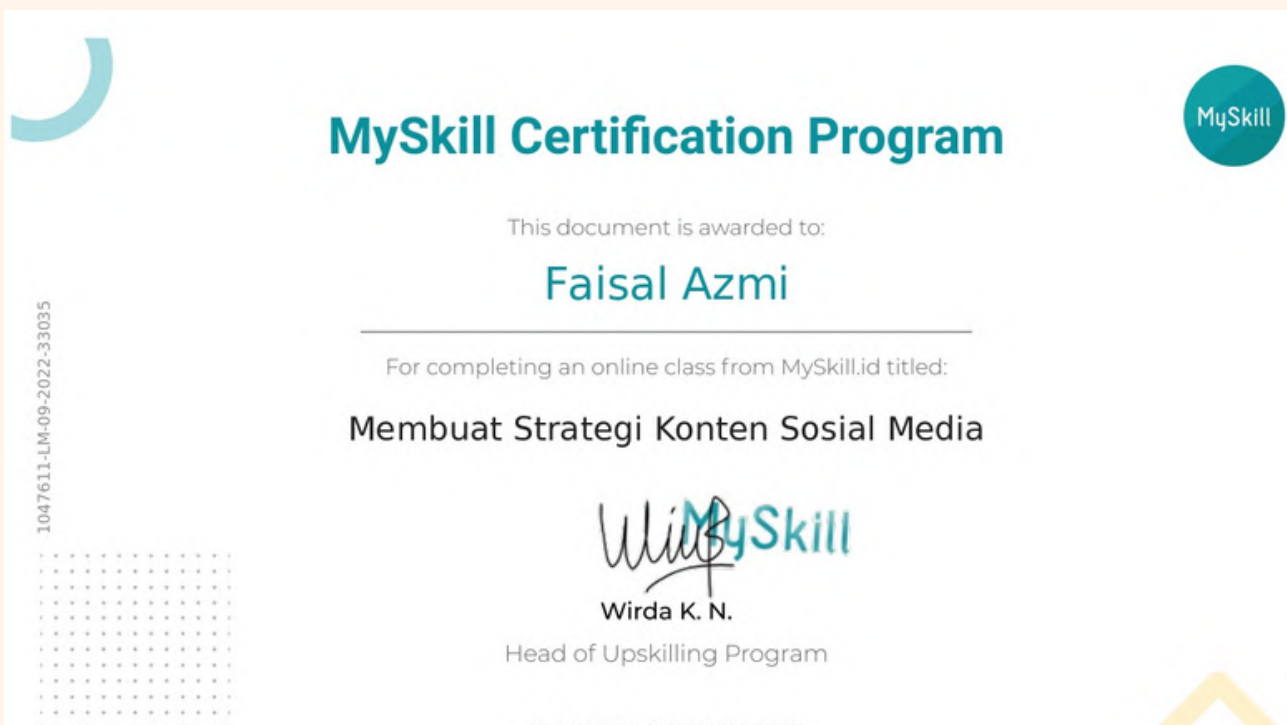 MySkill
MySkill Certification Program
This document is awarded to:
Faisal Azmi
For completing an online class from MySkill.id titled:
Membuat Strategi Konten Sosial Media
MySkill
Wirda K. N.
Head of Upskilling Program
1047611-LM-09-2022-33035